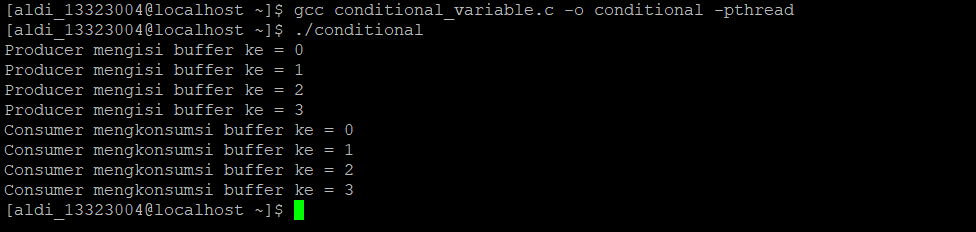 [aldi_13323004@localhost ~]$ gcc conditional_variable.c -o conditional -pthread
[aldi_13323004@localhost ~]$ ./conditional
Producer mengisi buffer ke = 0
Producer mengisi buffer ke = 1
Producer mengisi buffer ke = 2
Producer mengisi buffer ke = 3
Consumer mengkonsumsi buffer ke = 0
Consumer mengkonsumsi buffer ke = 1
Consumer mengkonsumsi buffer ke = 2
Consumer mengkonsumsi buffer ke = 3
[aldi_13323004@localhost ~]$